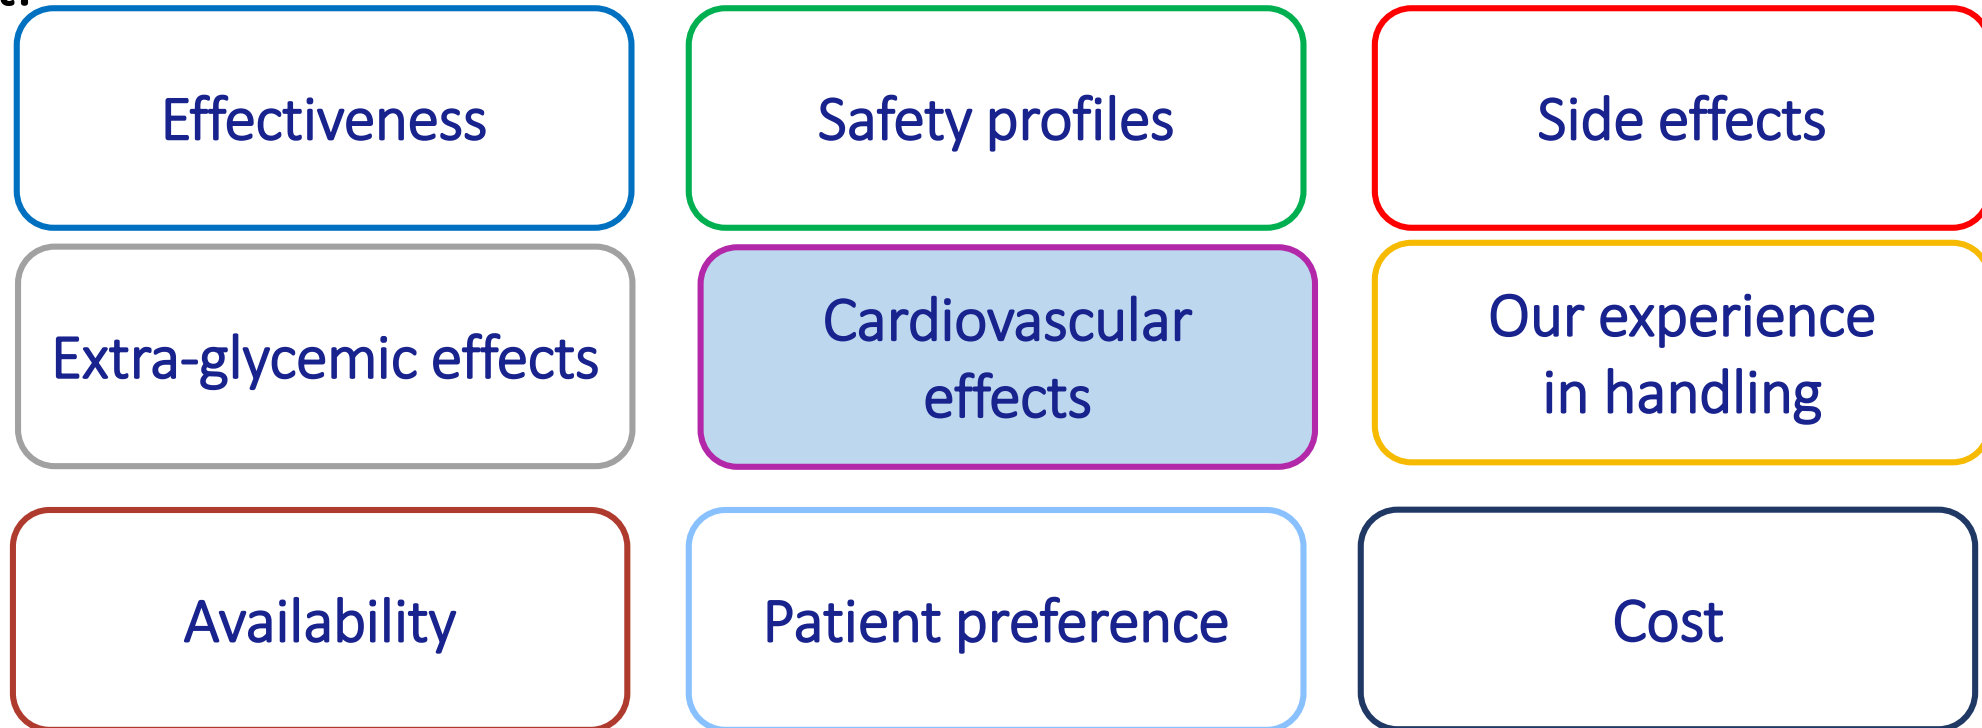 Effectiveness
Safety profiles
Side effects
Extra-glycemic effects
Cardiovascular
effects
Our experience
in handling
Availability
Patient preference
Cost